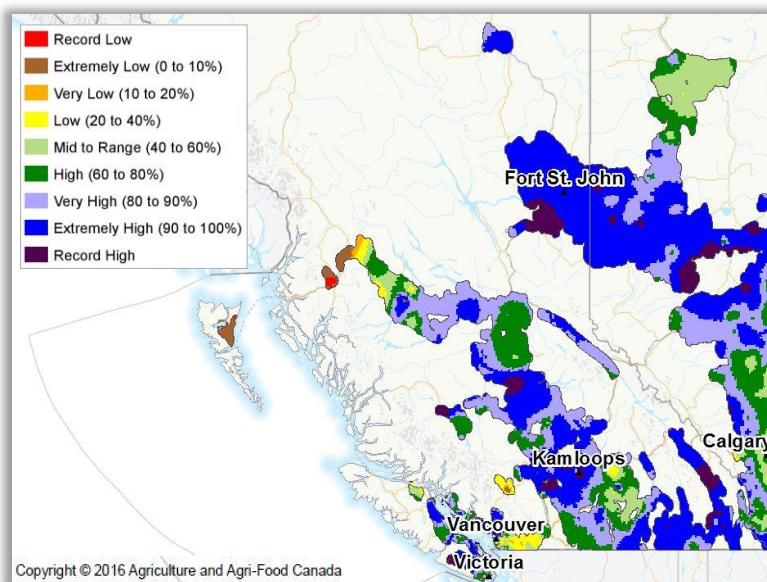 Record Low
Extremely Low (0 to 10%)
Very Low (10 to 20%)
Low (20 to 40%)
Mid to Range (40 to 60%)
High (60 to 80%)
Very High (80 to 90%)
Extremely High (90 to 100%)
Record High
Fort St. John
Calgary
Kamloops
Vancouver
Victoria
Copyright © 2016 Agriculture and Agri-Food Canada